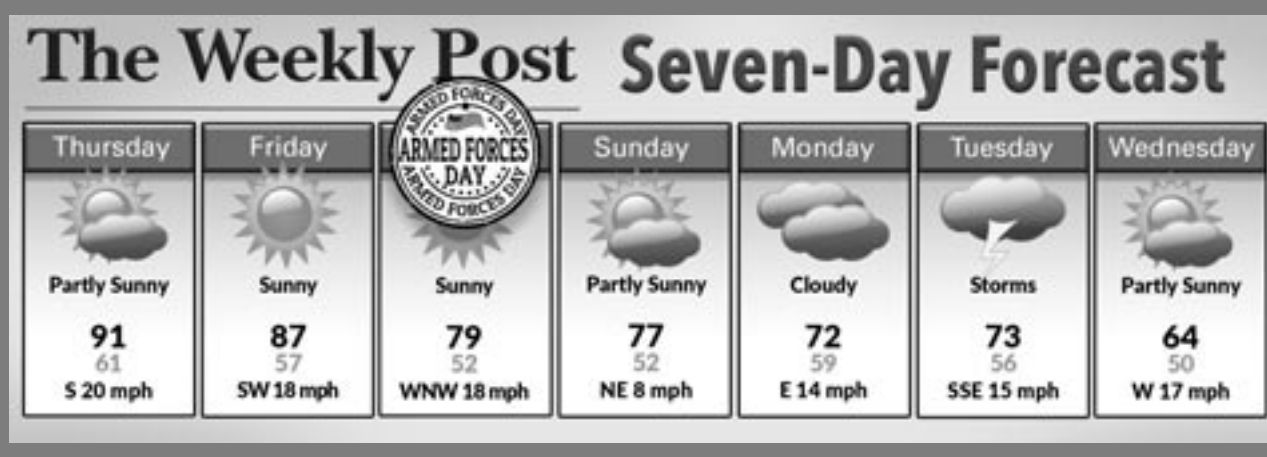 The Weekly Post Seven-Day Forecast
Thursday
Partly Sunny
91
61
S 20 mph
Friday
Sunny
87
57
SW 18 mph
ARMED FORCES DAY
ARMED FORCES
DAY
ARMED FORCES DAY
Sunny
79
52
WNW 18 mph
Sunday
Partly Sunny
77
52
NE 8 mph
Monday
Cloudy
72
59
E 14 mph
Tuesday
Storms
73
56
SSE 15 mph
Wednesday
Partly Sunny
64
50
W 17 mph